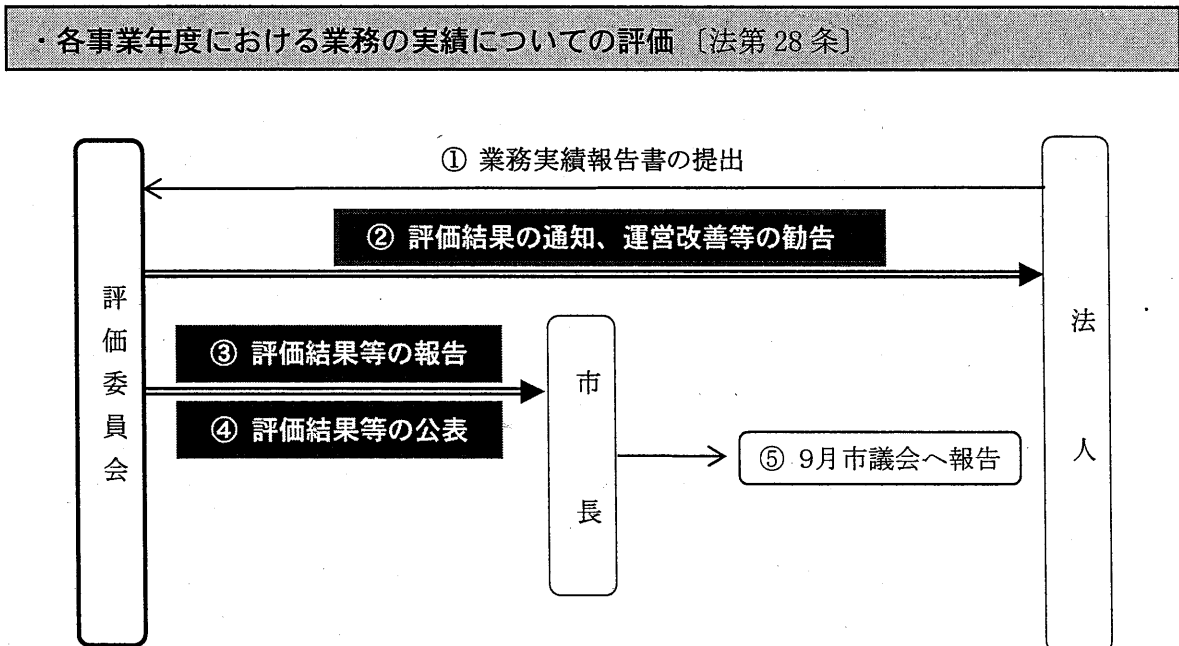 ・各事業年度における業務の実績についての評価〔法第28条〕
① 業務実績報告書の提出
② 評価結果の通知、運営改善等の勧告
評価委員会
③ 評価結果等の報告
④ 評価結果等の公表
市長
⑤ 9月市議会へ報告
法人